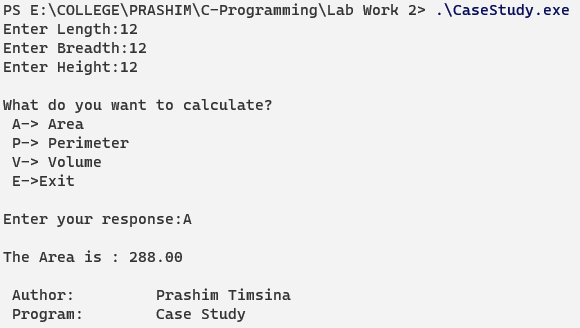 PS E:\COLLEGE\PRASHIM\C-Programming\Lab Work 2> .\CaseStudy.exe
Enter Length:12
Enter Breadth:12
Enter Height:12
What do you want to calculate?
A-> Area
P-> Perimeter
V-> Volume
E->Exit
Enter your response:A
The Area is : 288.00
Author: Prashim Timsina
Program: Case Study